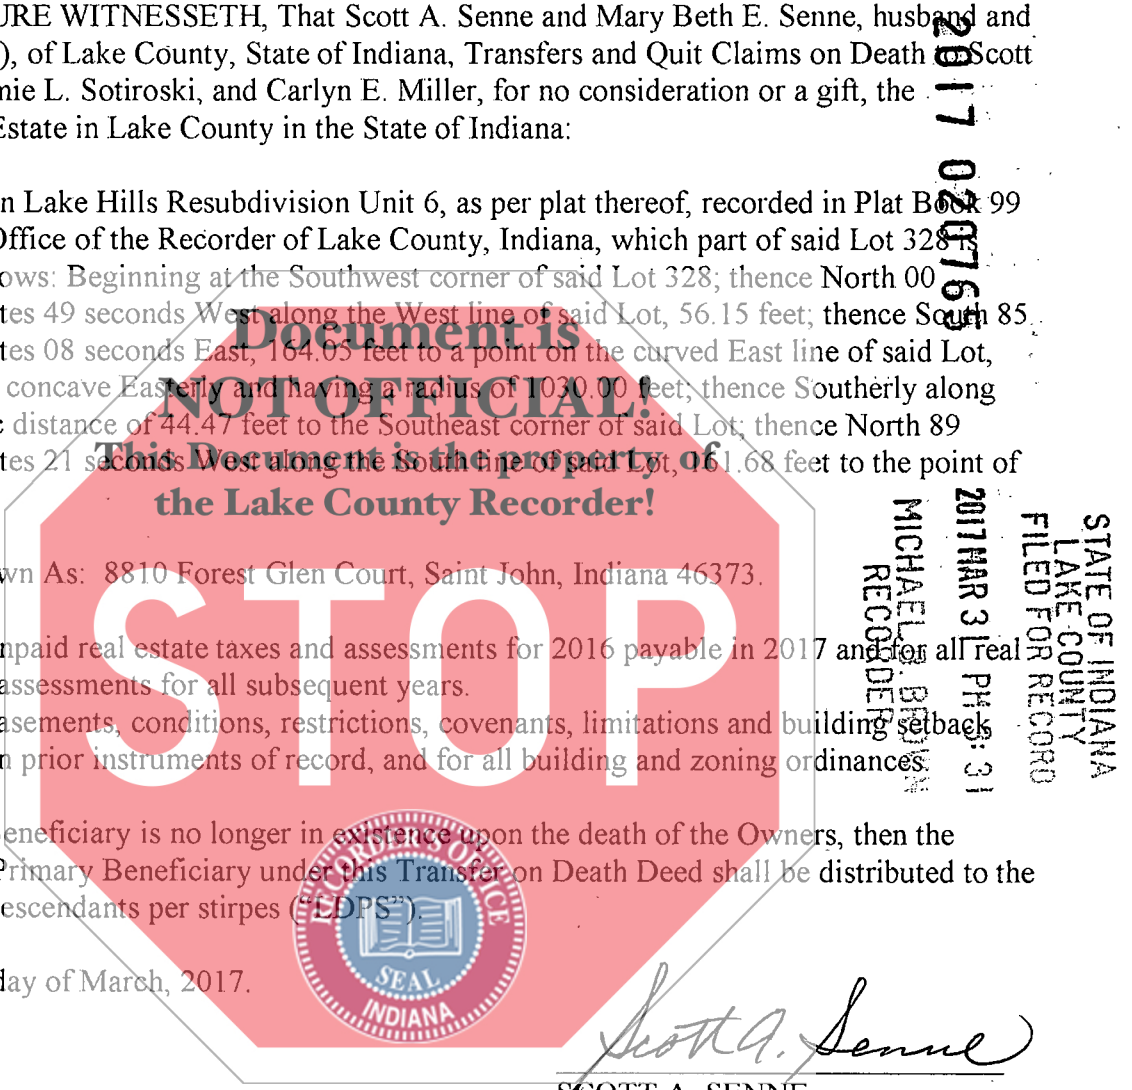 URE WITNESSETH, That Scott A. Senne and Mary Beth E. Senne, husband and
), of Lake County, State of Indiana, Transfers and Quit Claims on Death to Scott
nie L. Sotiroski, and Carlyn E. Miller, for no consideration or a gift, the
Estate in Lake County in the State of Indiana:
n Lake Hills Resubdivision Unit 6, as per plat thereof, recorded in Plat Book 99
Office of the Recorder of Lake County, Indiana, which part of said Lot 328 is
ows: Beginning at the Southwest corner of said Lot 328; thence North 00
tes 49 seconds West along the West line of said Lot, 56.15 feet; thence South 85
tes 08 seconds East, 164.05 feet to a point on the curved East line of said Lot,
concave Easterly and having a radius of 1030.00 feet; thence Southerly along
c distance of 44.47 feet to the Southeast corner of said Lot; thence North 89
tes 21 seconds West along the South line of said Lot, 161.68 feet to the point of
wn As: 8810 Forest Glen Court, Saint John, Indiana 46373.
npaid real estate taxes and assessments for 2016 payable in 2017 and for all real
assessments for all subsequent years.
asements, conditions, restrictions, covenants, limitations and building setback
n prior instruments of record, and for all building and zoning ordinances.
eneficiary is no longer in existence upon the death of the Owners, then the
Primary Beneficiary under this Transfer on Death Deed shall be distributed to the
escendants per stirpes ("LDPS").
day of March, 2017.
Scott A. Senne
SCOTT A. SENNE
Document is
NOT OFFICIAL!
This Document is the property of
the Lake County Recorder!
STOP
RECORDER'S OFFICE
SEAL
INDIANA
2017 020765
STATE OF INDIANA
LAKE COUNTY
FILED FOR RECORD
2017 MAR 31 PM 3:31
MICHAEL B. BROWN
RECORDER